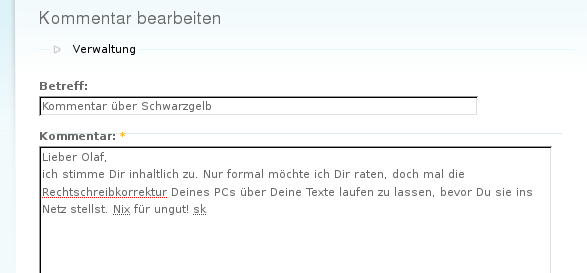 Kommentar bearbeiten
Verwaltung
Betreff:
Kommentar über Schwarzgelb
Kommentar: *
Lieber Olaf,
ich stimme Dir inhaltlich zu. Nur formal möchte ich Dir raten, doch mal die
Rechtschreibkorrektur Deines PCs über Deine Texte laufen zu lassen, bevor Du sie ins
Netz stellst. Nix für ungut! sk